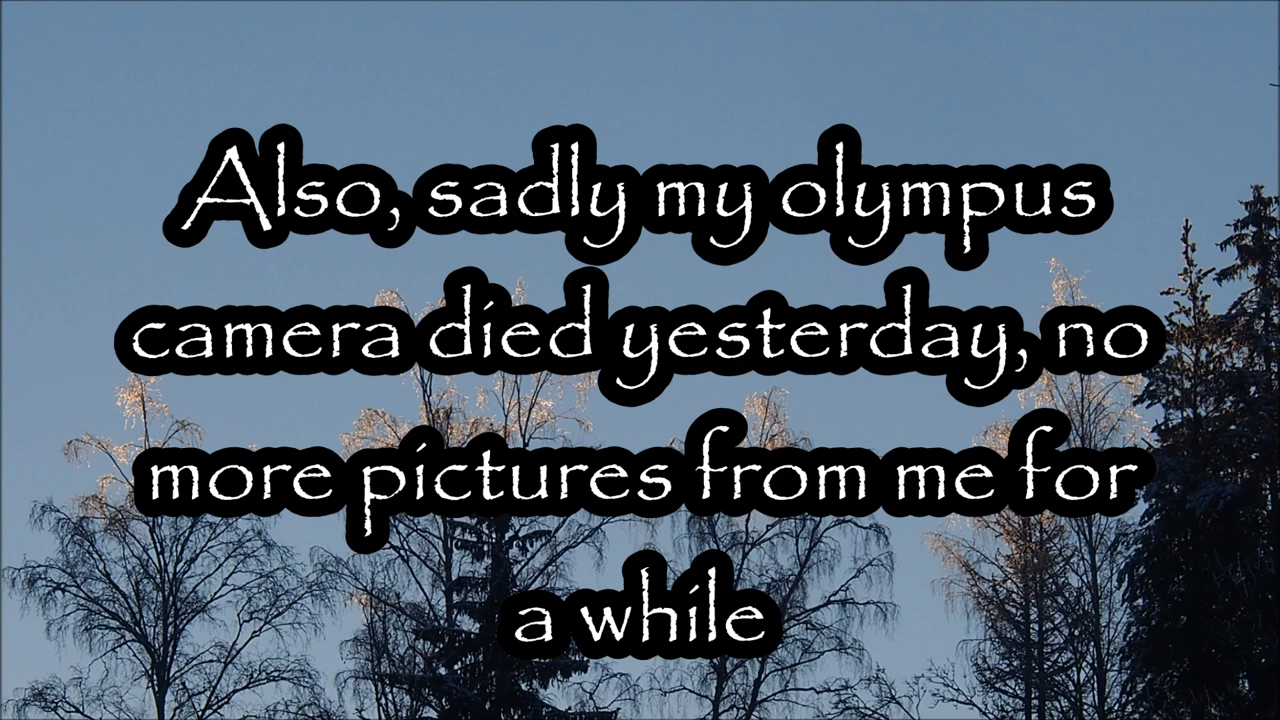 Also, sadly my olympus
camera died yesterday, no
more pictures from me for
a while